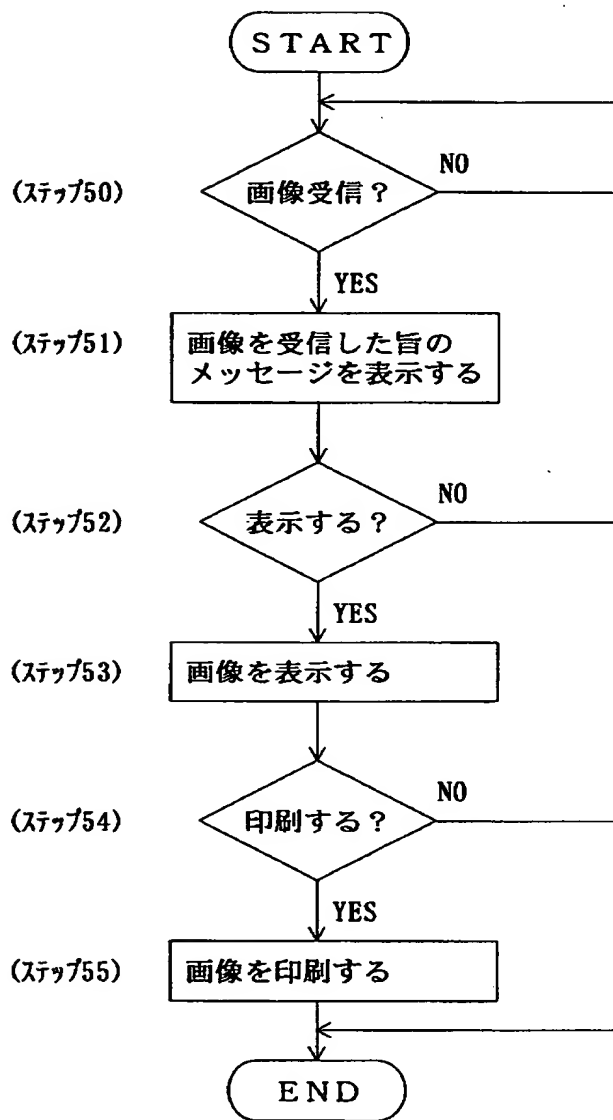 START
(ステップ50)
画像受信？
NO
YES
(ステップ51)
画像を受信した旨の
メッセージを表示する
(ステップ52)
表示する？
NO
YES
(ステップ53)
画像を表示する
(ステップ54)
印刷する？
NO
YES
(ステップ55)
画像を印刷する
END